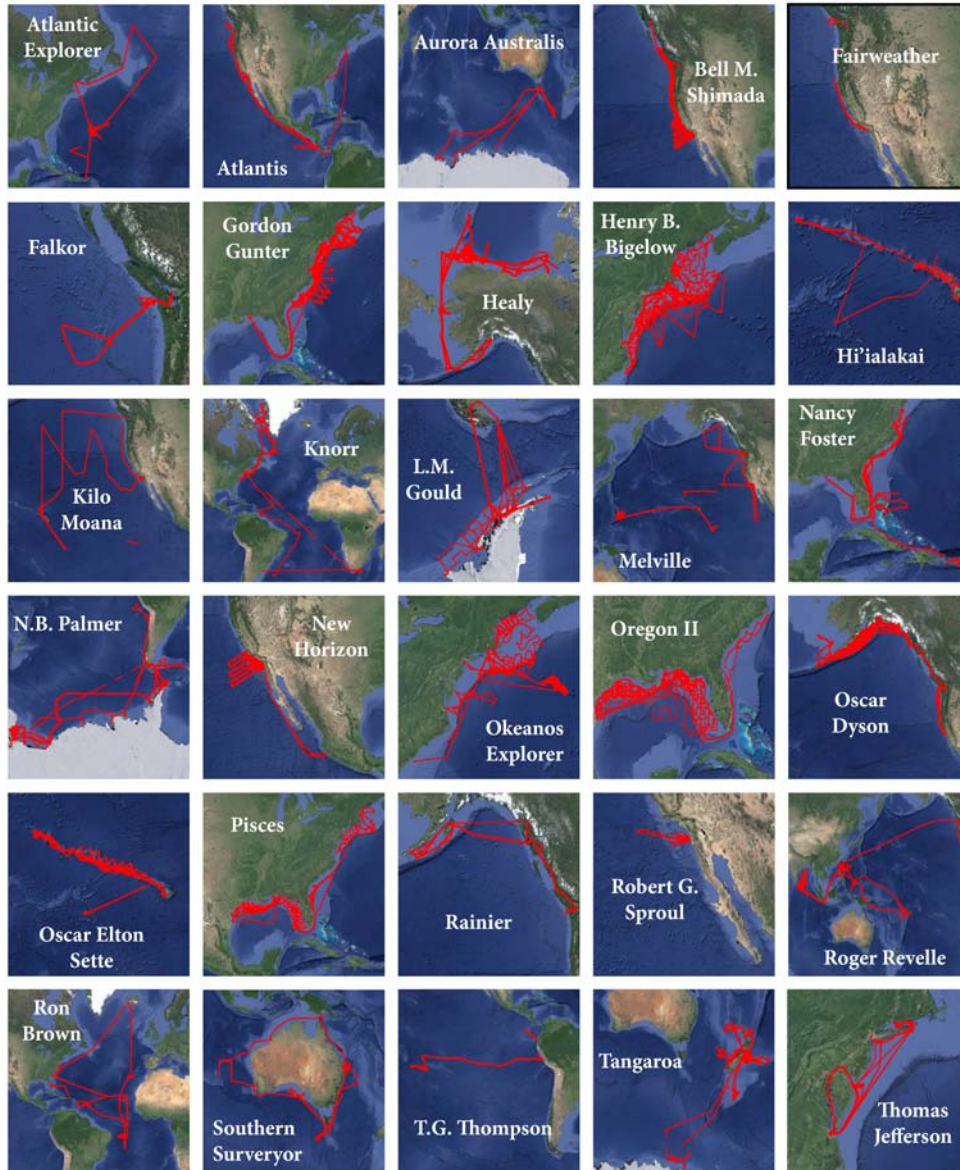 Atlantic
Explorer
Atlantis
Aurora Australis
Bell M.
Shimada
Fairweather
Falkor
Gordon
Gunter
Healy
Henry B.
Bigelow
Hi'ialakai
Kilo
Moana
Knorr
L.M.
Gould
Melville
Nancy
Foster
N.B. Palmer
New
Horizon
Okeanos
Explorer
Oregon II
Oscar
Dyson
Oscar Elton
Sette
Pisces
Rainier
Robert G.
Sproul
Roger Revelle
Ron
Brown
Southern
Surveryor
T.G. Thompson
Tangaroa
Thomas
Jefferson